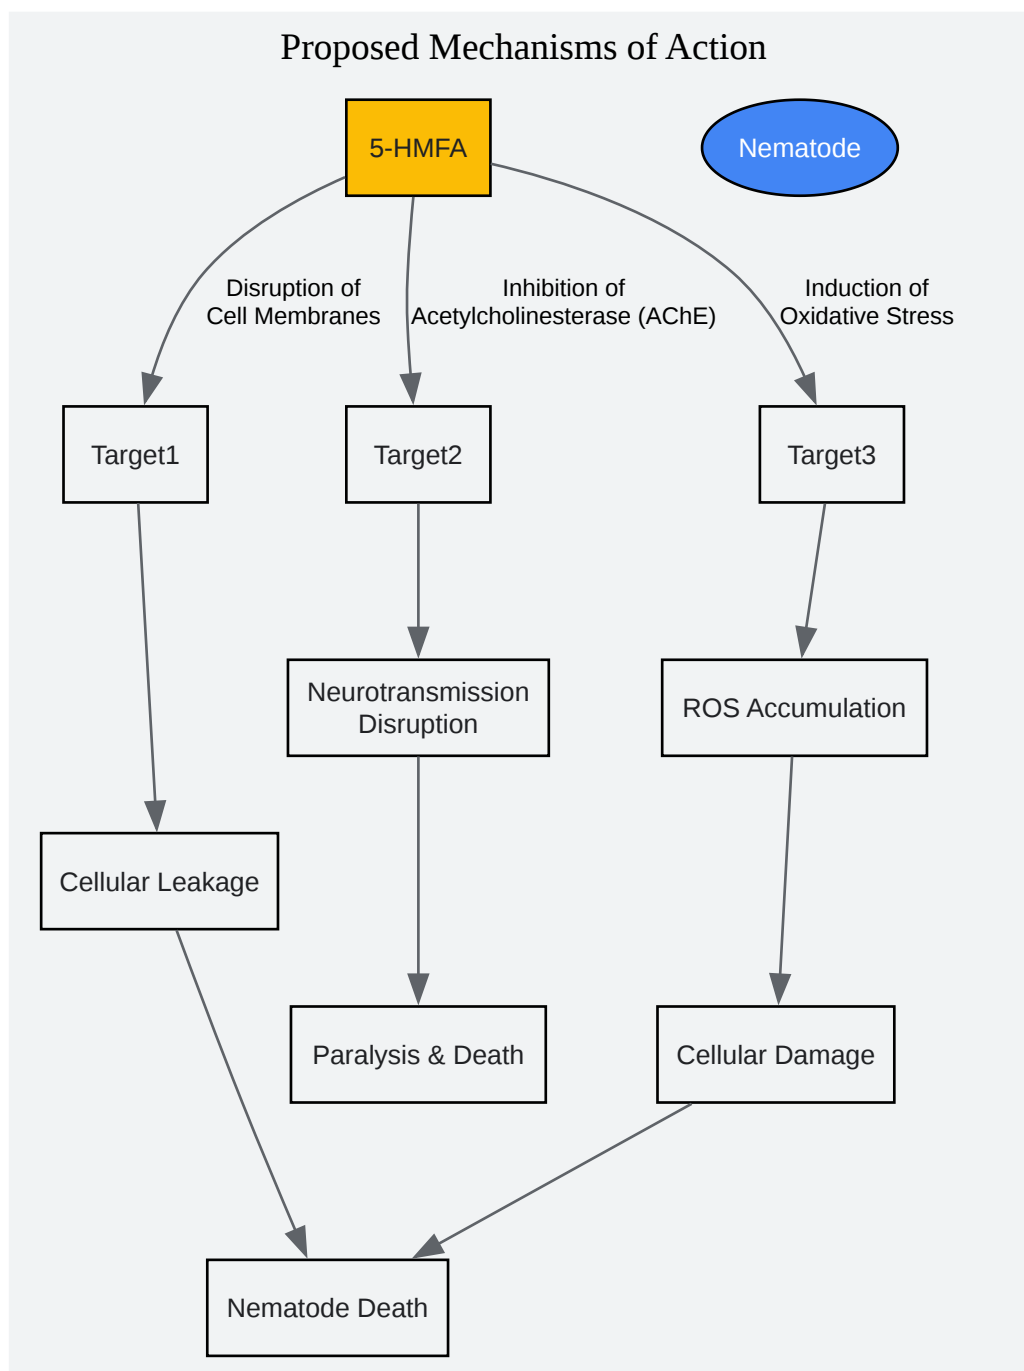 Proposed Mechanisms of Action
5-HMFA
Nematode
Disruption of
Cell Membranes
Inhibition of
Acetylcholinesterase (AChE)
Induction of
Oxidative Stress
Target1
Target2
Target3
Neurotransmission
Disruption
ROS Accumulation
Cellular Leakage
Paralysis & Death
Cellular Damage
Nematode Death